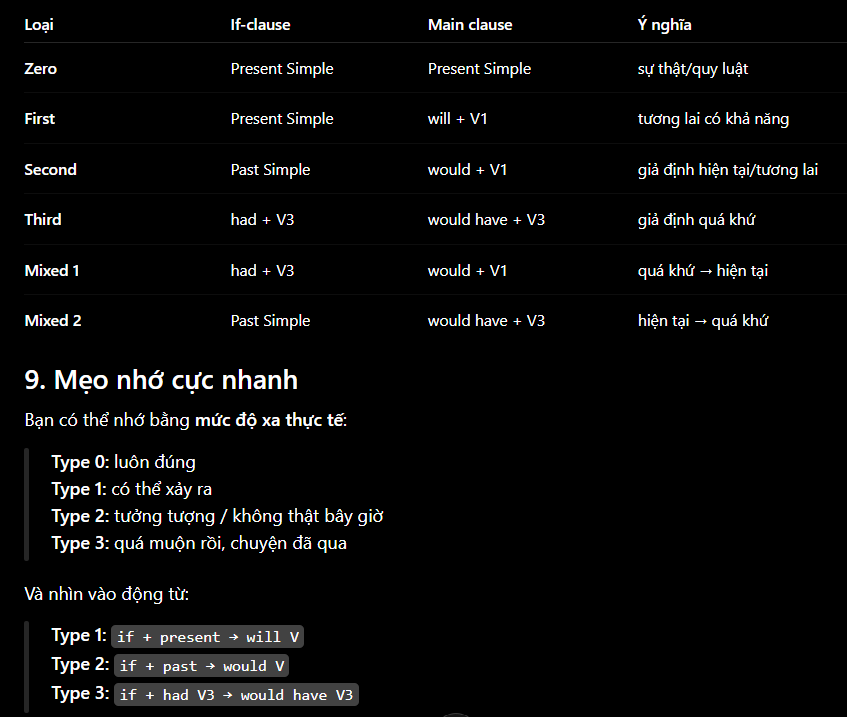 Loại If-clause Main clause Ý nghĩa
Zero Present Simple Present Simple sự thật/quy luật
First Present Simple will + V1 tương lai có khả năng
Second Past Simple would + V1 giả định hiện tại/tương lai
Third had + V3 would have + V3 giả định quá khứ
Mixed 1 had + V3 would + V1 quá khứ → hiện tại
Mixed 2 Past Simple would have + V3 hiện tại → quá khứ
9. Mẹo nhớ cực nhanh
Bạn có thể nhớ bằng mức độ xa thực tế:
Type 0: luôn đúng
Type 1: có thể xảy ra
Type 2: tưởng tượng / không thật bây giờ
Type 3: quá muộn rồi, chuyện đã qua
Và nhìn vào động từ:
Type 1: if + present → will V
Type 2: if + past → would V
Type 3: if + had V3 → would have V3